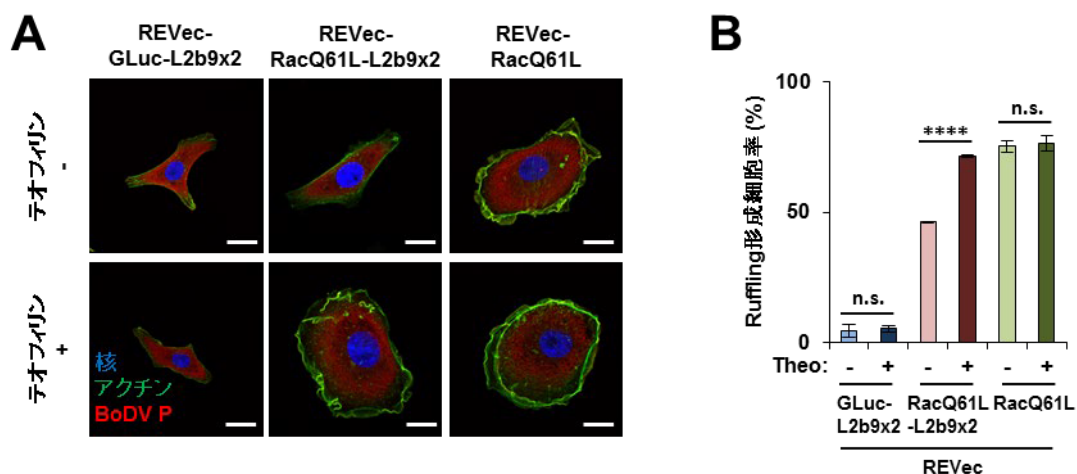 A
REVec-
GLuc-L2b9x2
REVec-
RacQ61L-L2b9x2
REVec-
RacQ61L
テオフィリン
-
テオフィリン
+
核
アクチン
BoDV P
B
Ruffling形成細胞率(%)
100
50
0
n.s.
****
n.s.
Theo: - + - + - +
GLuc-
L2b9x2
RacQ61L
-L2b9x2
RacQ61L
REVec